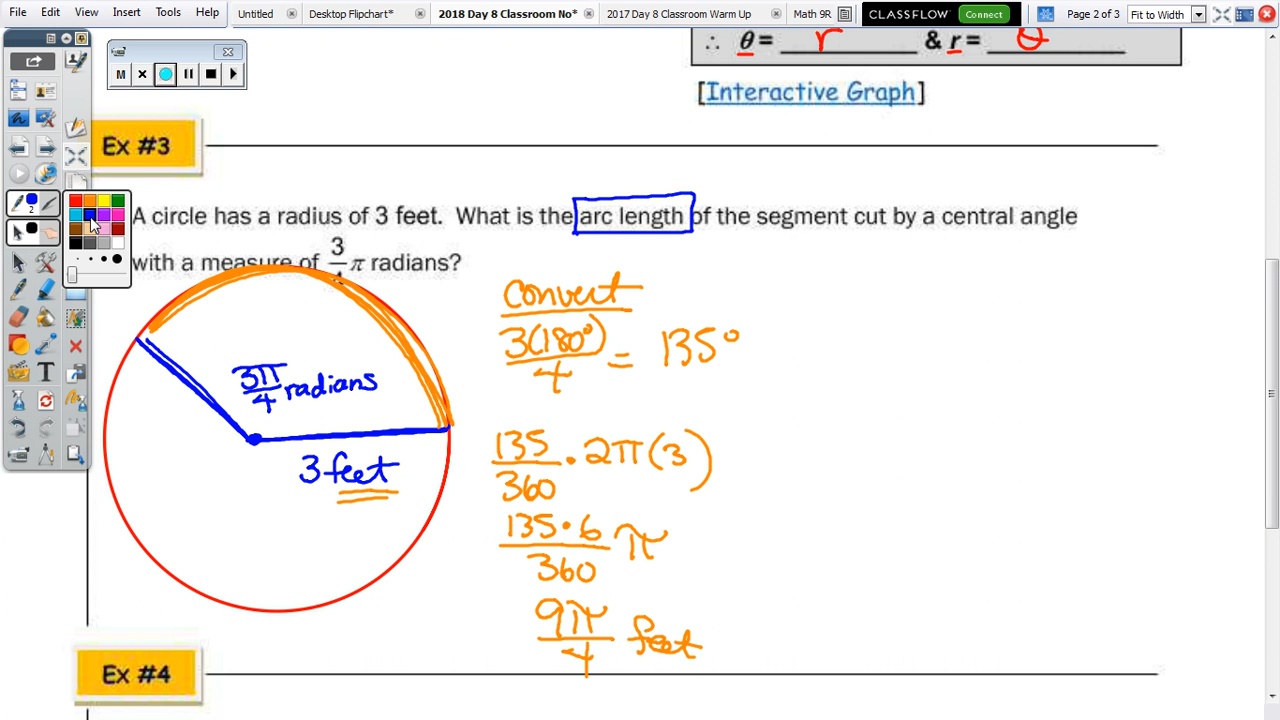 File Edit View Insert Tools Help
Untitled
Desktop Flipchart*
2018 Day 8 Classroom No*
2017 Day 8 Classroom Warm Up
Math 9R
CLASSFLOW Connect
Page 2 of 3
Fit to Width
M
∴ θ = r & r = θ
[Interactive Graph]
Ex #3
2
A circle has a radius of 3 feet. What is the arc length of the segment cut by a central angle
with a measure of 3/4 π radians?
convert
3(180°)/4 = 135°
3π/4 radians
3 feet
135/360 · 2π(3)
135·6/360 π
9π/4 feet
Ex #4